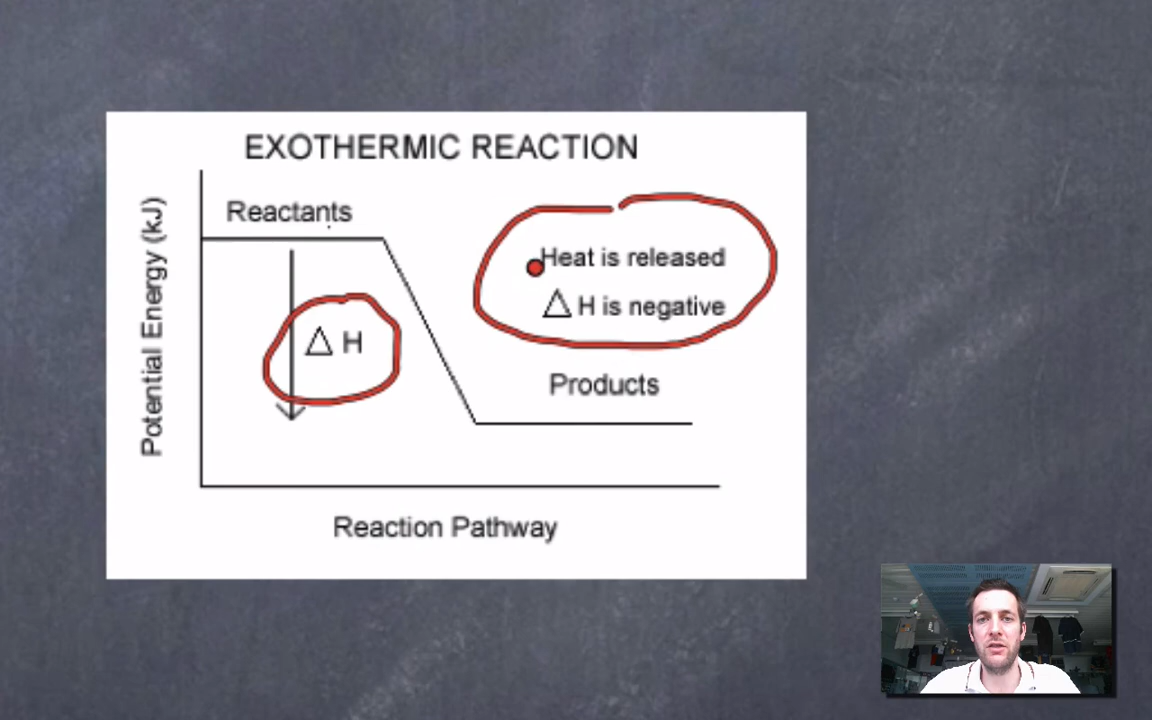 EXOTHERMIC REACTION
Reactants
Heat is released
△ H is negative
△ H
Products
Potential Energy (kJ)
Reaction Pathway